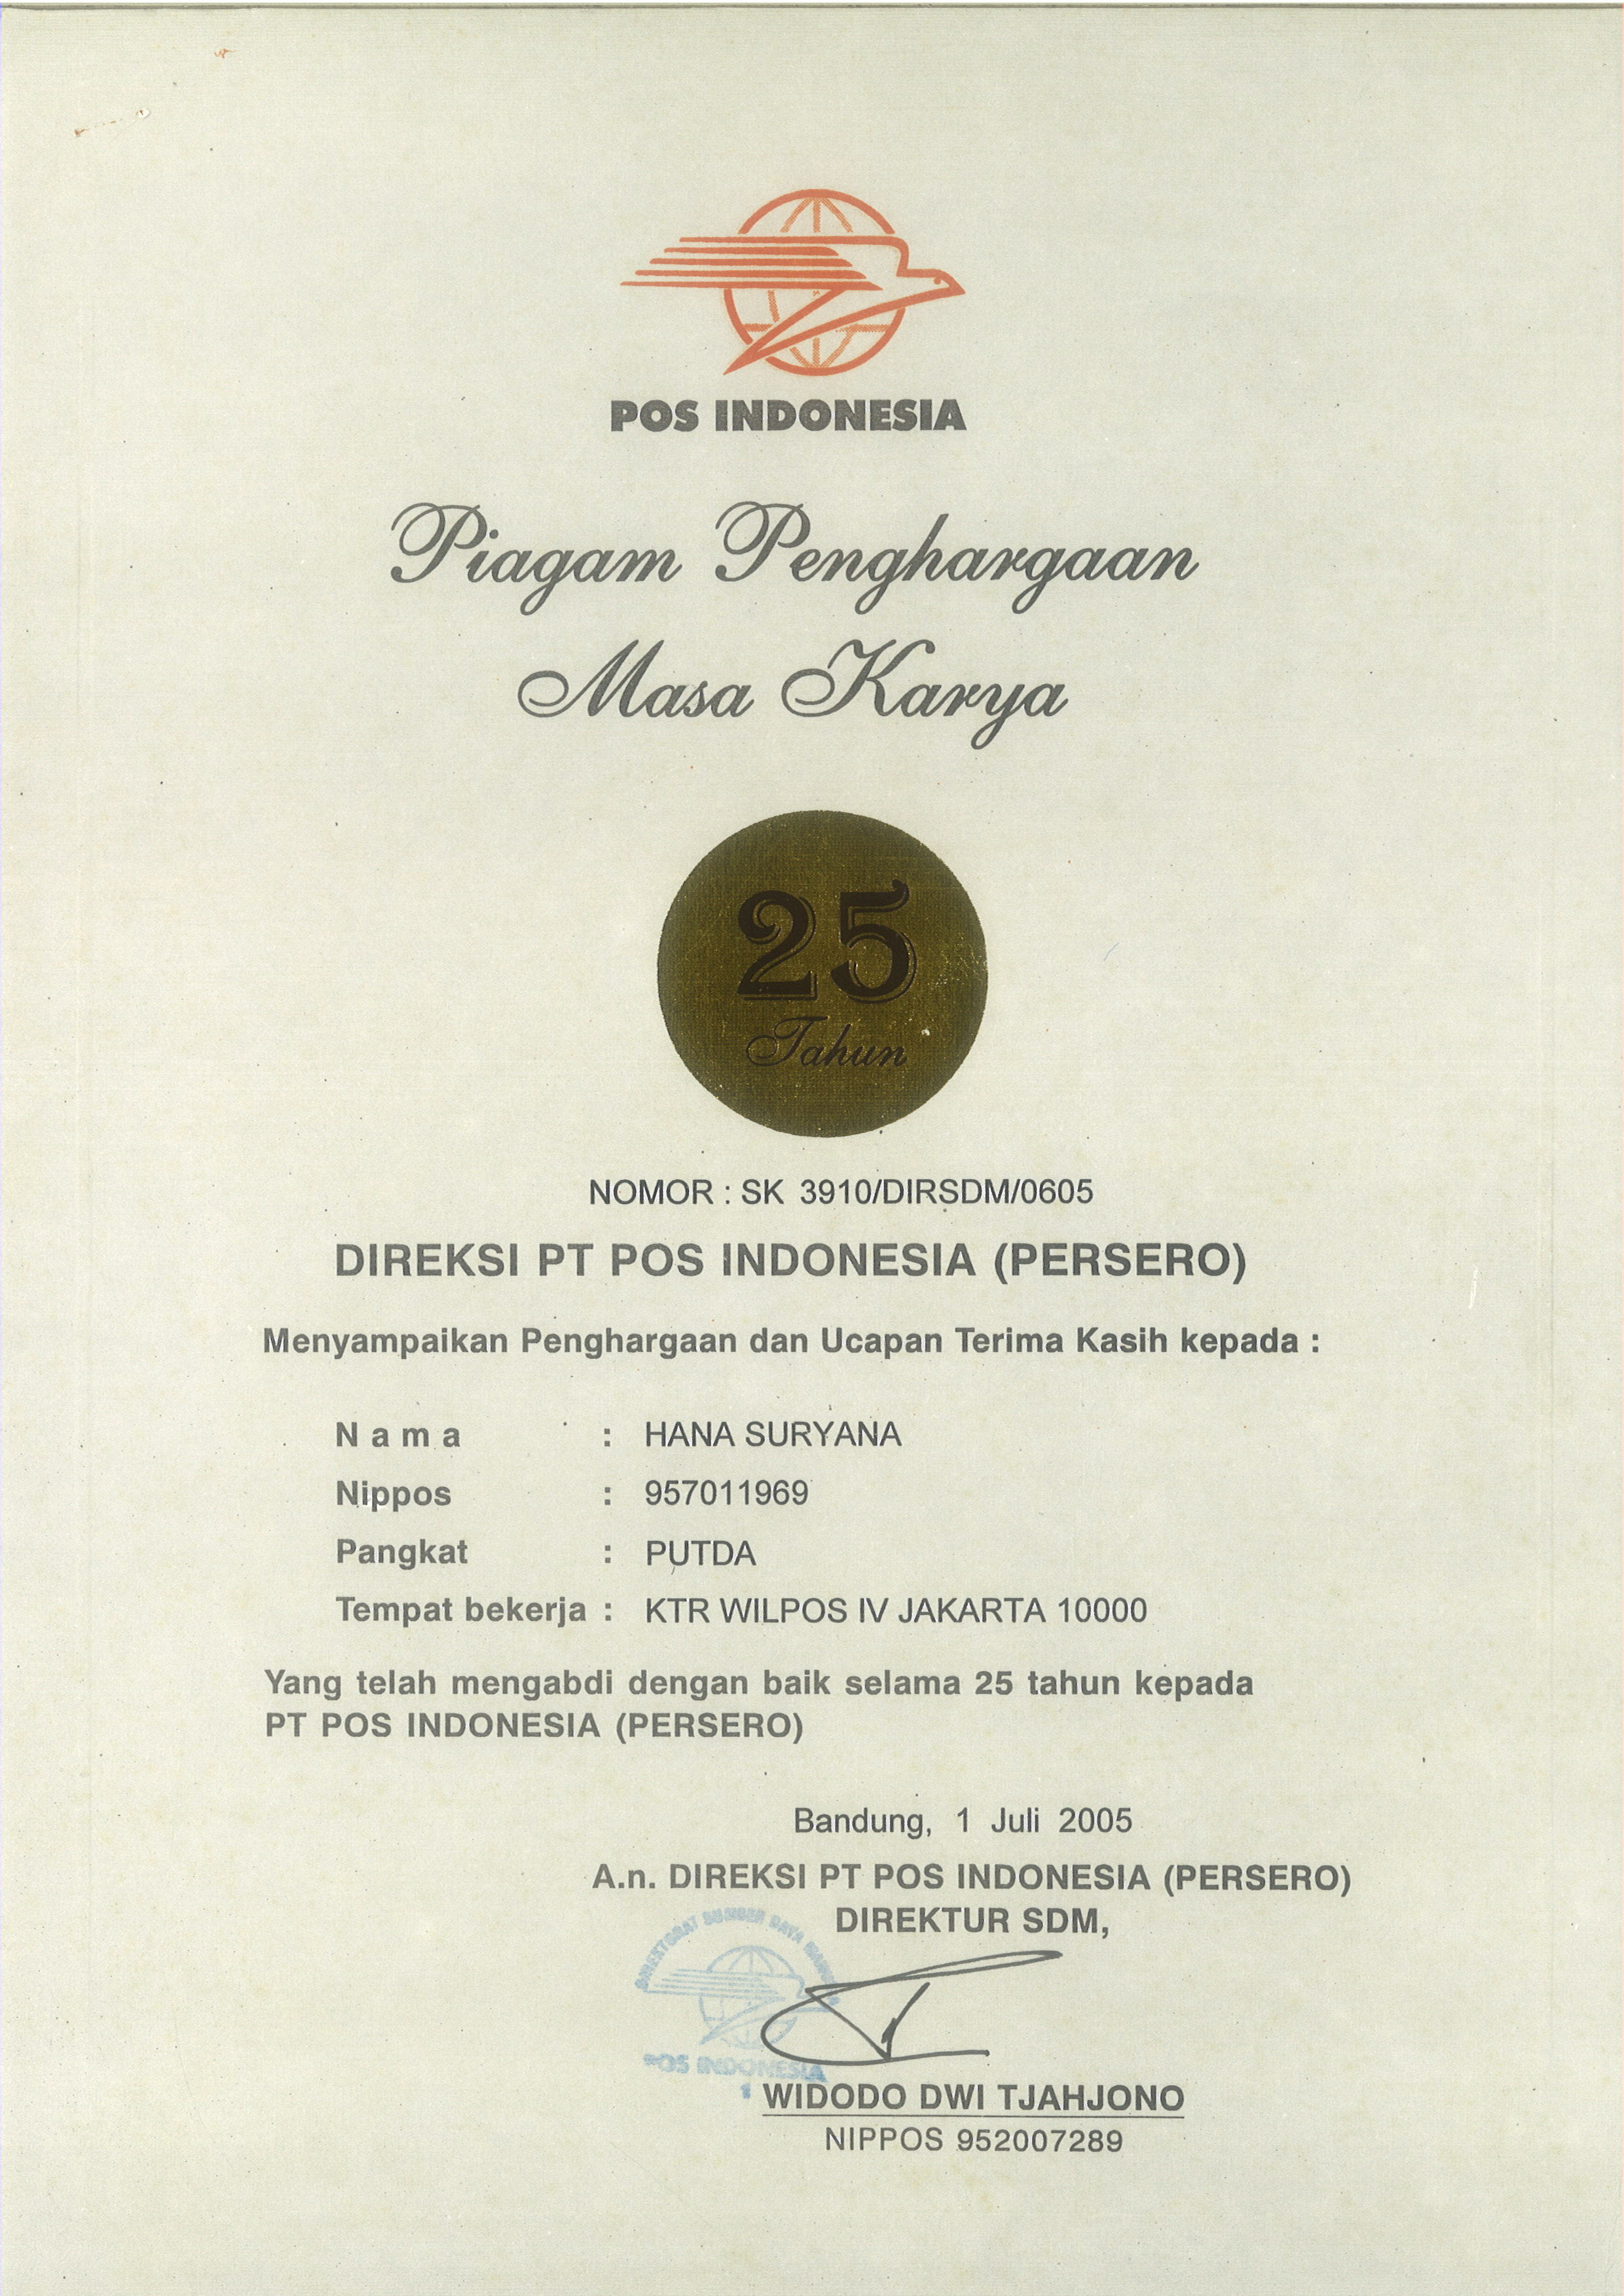 POS INDONESIA
Piagam Penghargaan
Masa Karya
25
Tahun
NOMOR : SK 3910/DIRSDM/0605
DIREKSI PT POS INDONESIA (PERSERO)
Menyampaikan Penghargaan dan Ucapan Terima Kasih kepada :
Nama : HANA SURYANA
Nippos : 957011969
Pangkat : PUTDA
Tempat bekerja : KTR WILPOS IV JAKARTA 10000
Yang telah mengabdi dengan baik selama 25 tahun kepada
PT POS INDONESIA (PERSERO)
Bandung, 1 Juli 2005
A.n. DIREKSI PT POS INDONESIA (PERSERO)
DIREKTUR SDM,
DIREKTORAT SUMBER DAYA
POS INDONESIA
1
WIDODO DWI TJAHJONO
NIPPOS 952007289